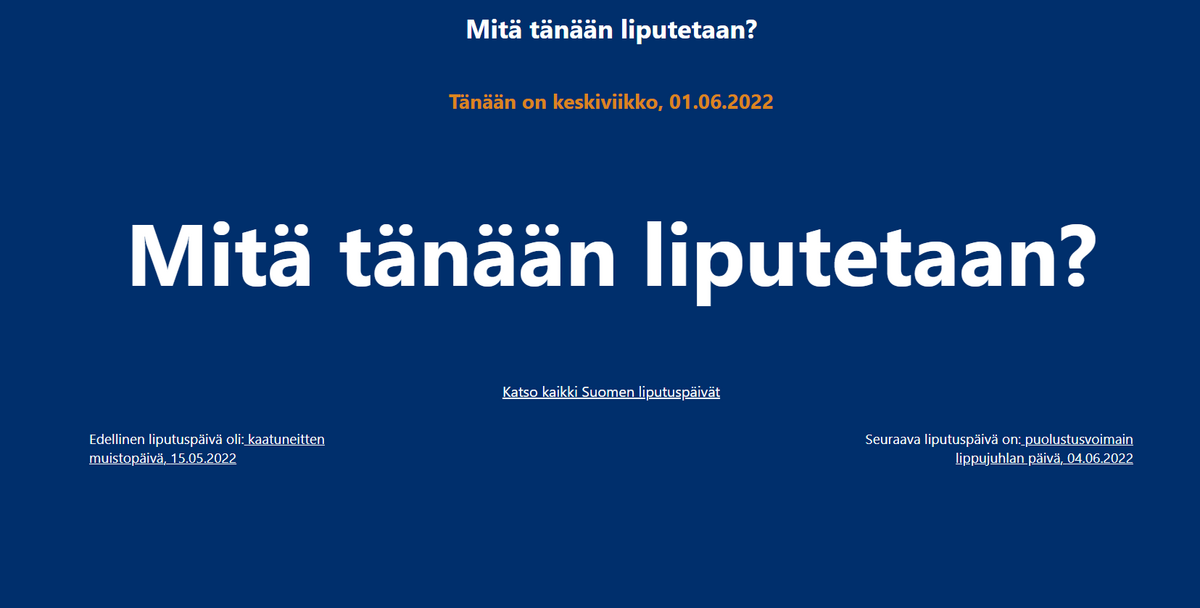 Mitä tänään liputetaan?
Tänään on keskiviikko, 01.06.2022
Mitä tänään liputetaan?
Katso kaikki Suomen liputuspäivät
Edellinen liputuspäivä oli: kaatuneitten
muistopäivä, 15.05.2022
Seuraava liputuspäivä on: puolustusvoimain
lippujuhlan päivä, 04.06.2022